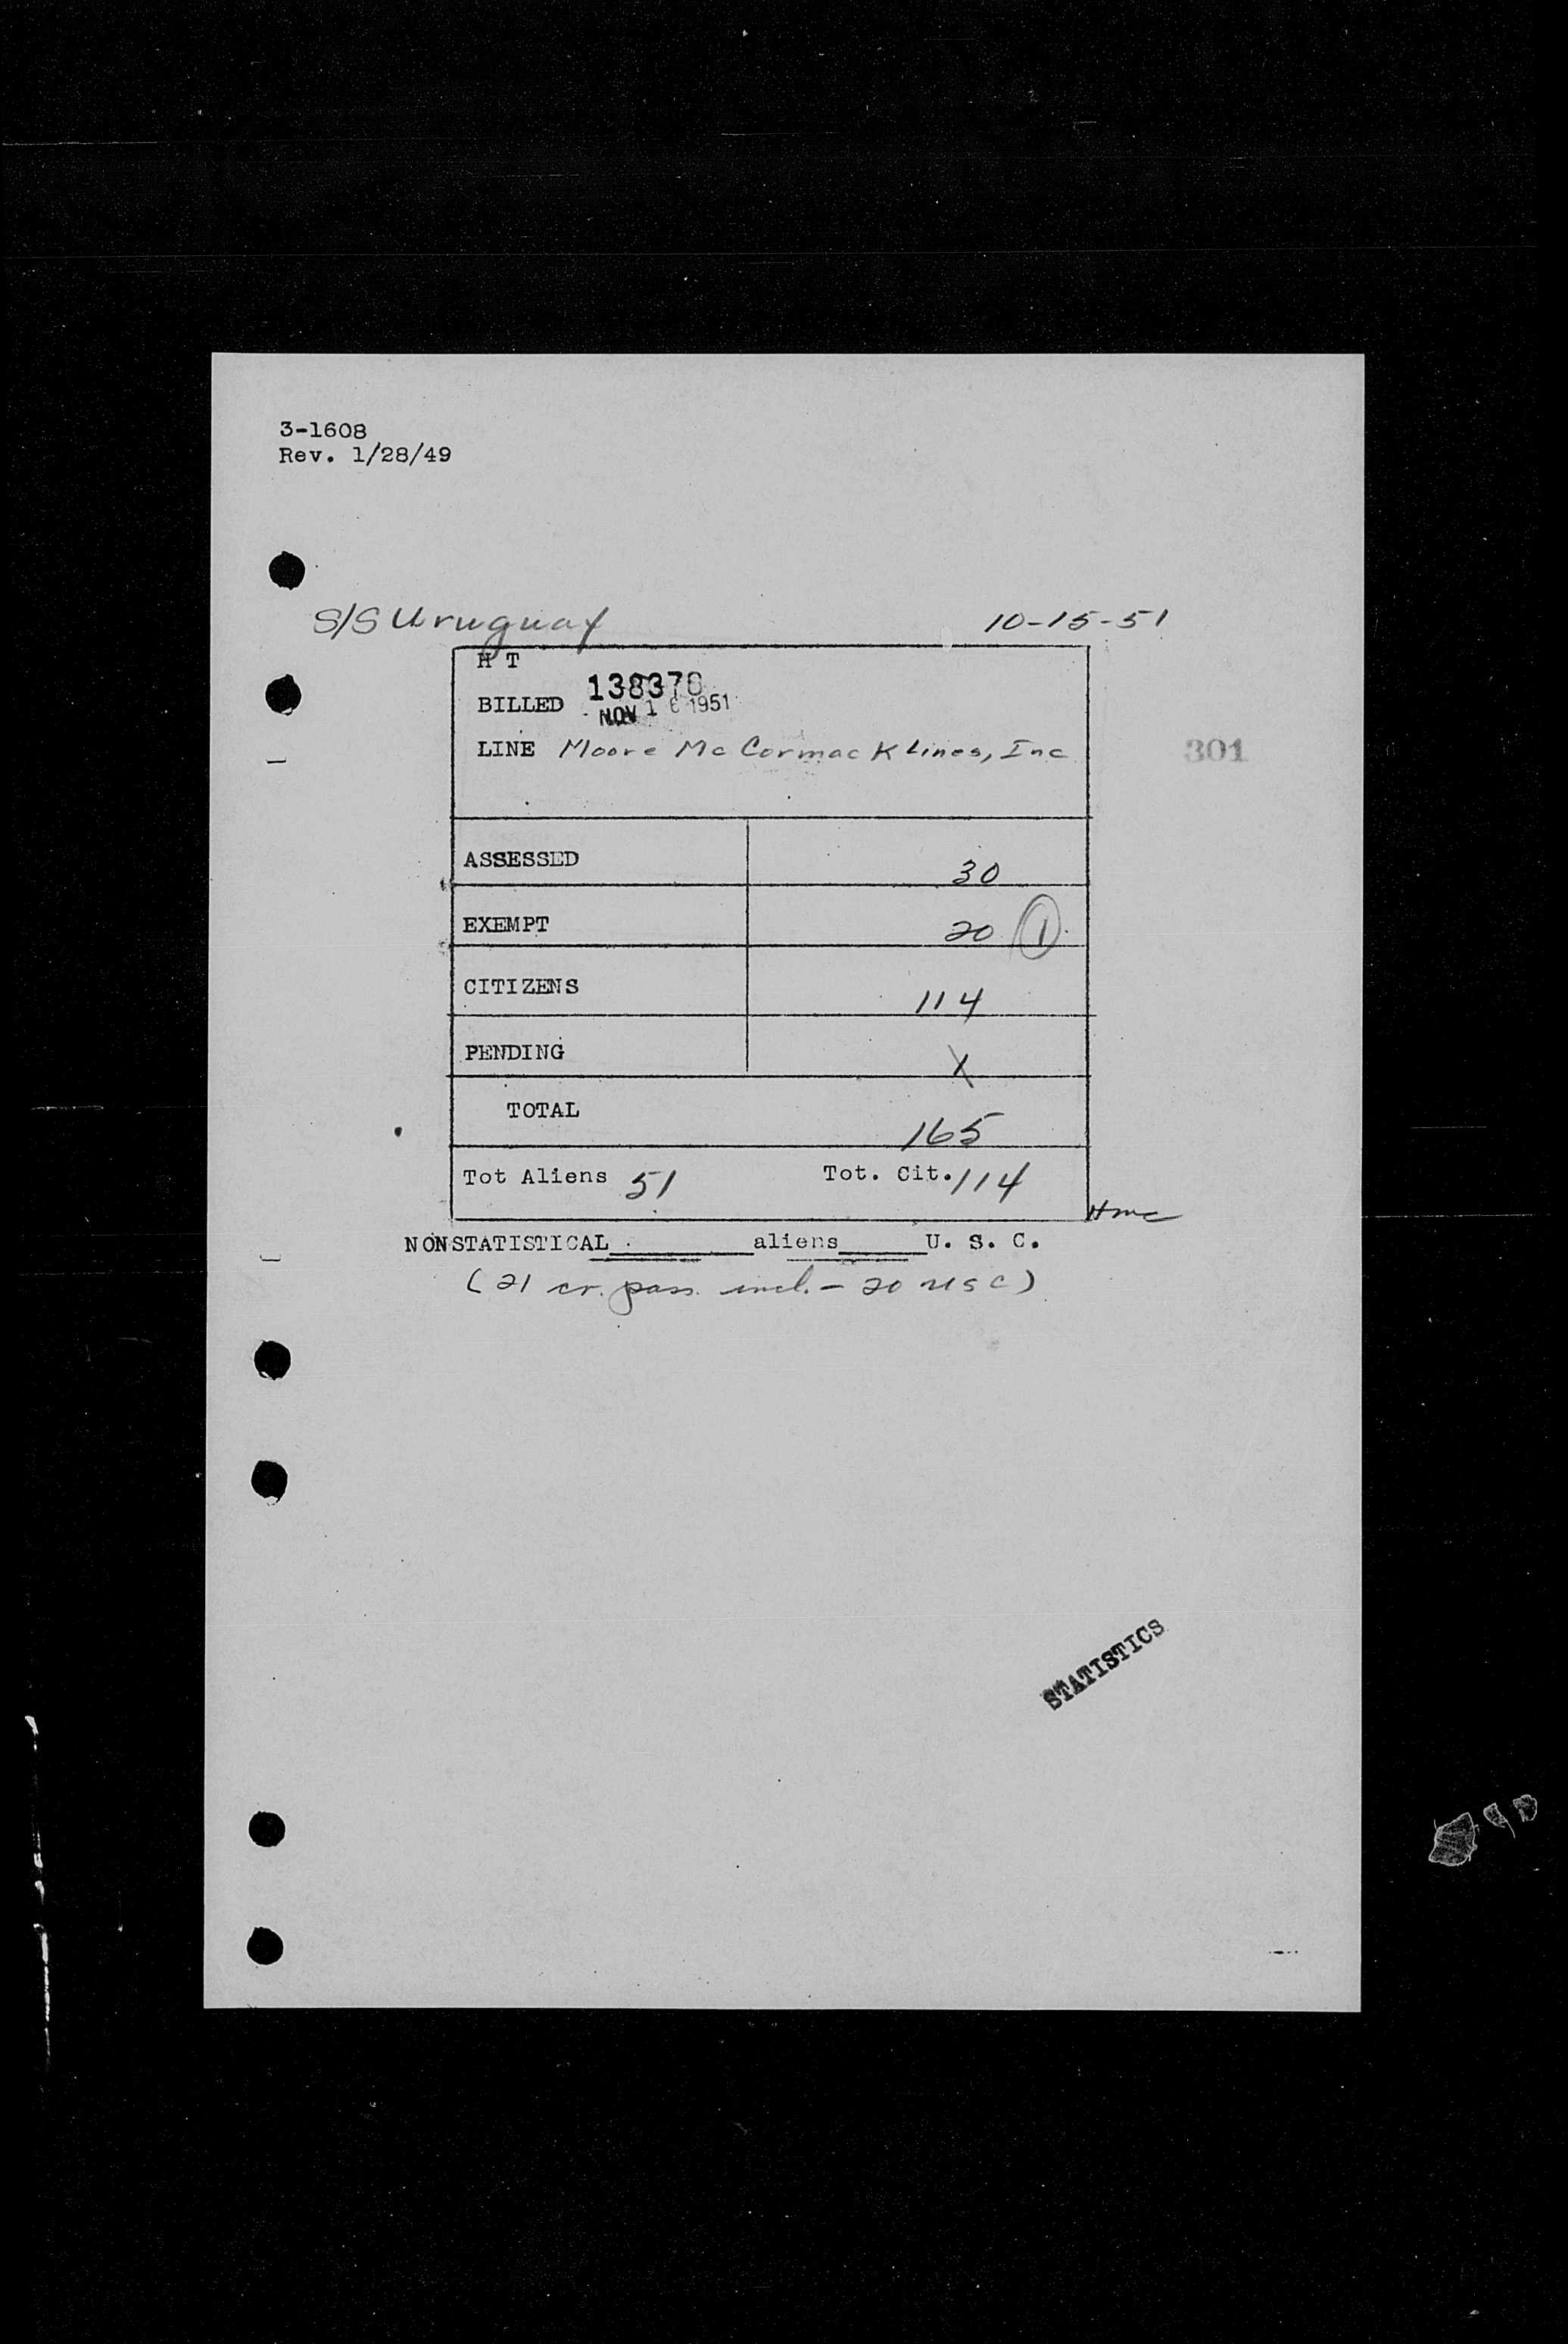 3-1608
Rev. 1/28/49
S/S Uruguay 10-15-51
H T
BILLED 138378
NOV 16 1951
LINE Moore McCormack Lines, Inc
301
ASSESSED 30
EXEMPT 20 1
CITIZENS 114
PENDING X
TOTAL 165
Tot Aliens 51 Tot. Cit. 114
Hmc
NONSTATISTICAL aliens U. S. C.
(21 cr. pass. incl. - 20 USC)
STATISTICS